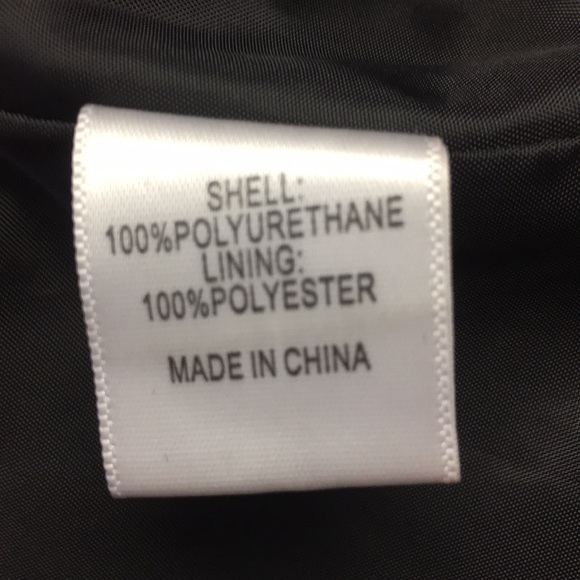 SHELL:
100%POLYURETHANE
LINING:
100%POLYESTER
MADE IN CHINA